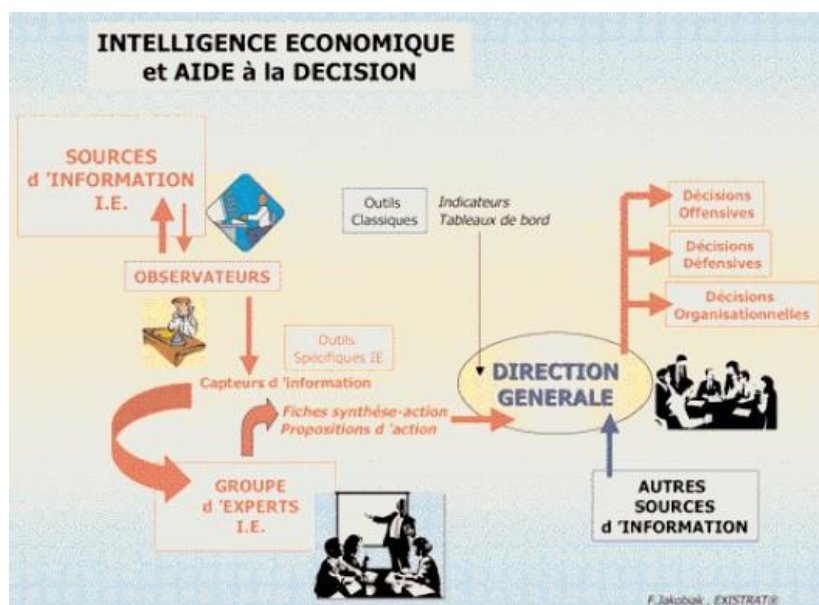 INTELLIGENCE ECONOMIQUE
et AIDE à la DECISION
SOURCES
d 'INFORMATION
I.E.
OBSERVATEURS
Outils
Classiques
Indicateurs
Tableaux de bord
Décisions
Offensives
Décisions
Défensives
Décisions
Organisationnelles
Outils
Spécifiques IE
Capteurs d 'information
Fiches synthèse-action
Propositions d 'action
DIRECTION
GENERALE
GROUPE
d 'EXPERTS
I.E.
AUTRES
SOURCES
d 'INFORMATION
F.Jakobiak . EXISTRAT®